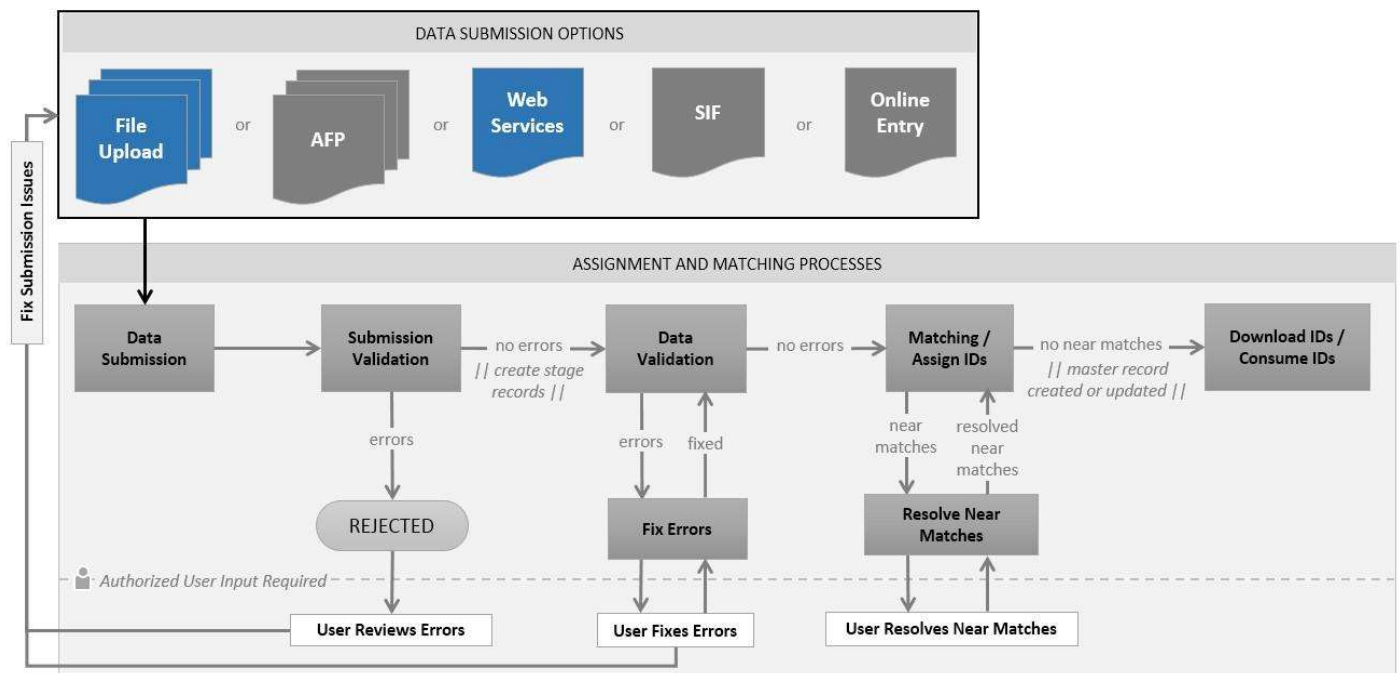 DATA SUBMISSION OPTIONS
File
Upload
or
AFP
or
Web
Services
or
SIF
or
Online
Entry
Fix Submission Issues
ASSIGNMENT AND MATCHING PROCESSES
Data
Submission
Submission
Validation
no errors
|| create stage
records ||
Data
Validation
no errors
Matching /
Assign IDs
no near matches
|| master record
created or updated ||
Download IDs /
Consume IDs
errors
errors
fixed
near
matches
resolved
near
matches
REJECTED
Fix Errors
Resolve Near
Matches
Authorized User Input Required
User Reviews Errors
User Fixes Errors
User Resolves Near Matches